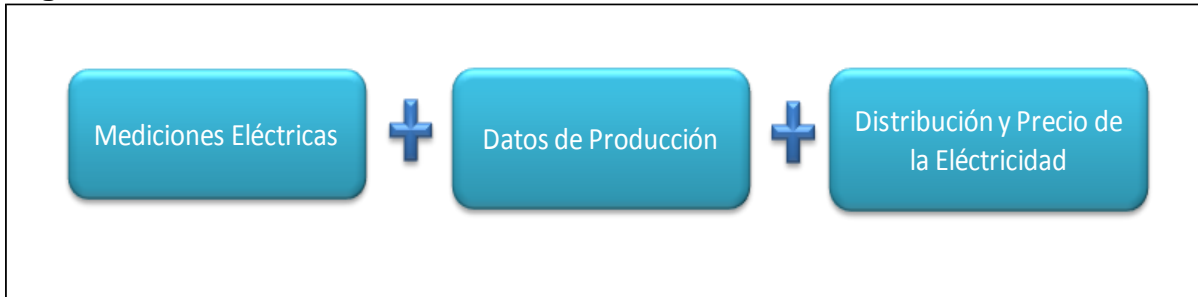 Mediciones Eléctricas
Datos de Producción
Distribución y Precio de
la Eléctricidad